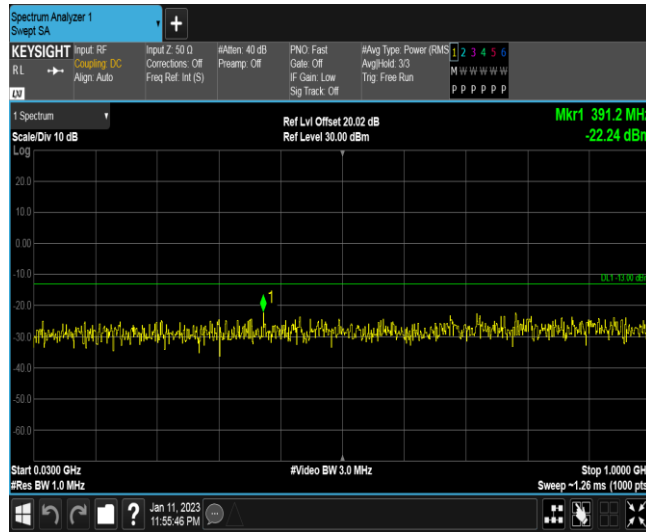 Spectrum Analyzer 1
Swept SA
+
KEYSIGHT
RL
LXI
Input: RF
Coupling: DC
Align: Auto
Input Z: 50 Ω
Corrections: Off
Freq Ref: Int (S)
#Atten: 40 dB
Preamp: Off
PNO: Fast
Gate: Off
IF Gain: Low
Sig Track: Off
#Avg Type: Power (RMS
Avg|Hold: 3/3
Trig: Free Run
1 2 3 4 5 6
M W W W W W
P P P P P P
1 Spectrum
Scale/Div 10 dB
Ref Lvl Offset 20.02 dB
Ref Level 30.00 dBm
Mkr1 391.2 MHz
-22.24 dBm
Log
20.0
10.0
0.00
-10.0
DL1 -13.00 dBm
1
-20.0
-30.0
-40.0
-50.0
-60.0
Start 0.0300 GHz
#Video BW 3.0 MHz
Stop 1.0000 GH
#Res BW 1.0 MHz
Sweep ~1.26 ms (1000 pts
?
Jan 11, 2023
11:55:46 PM